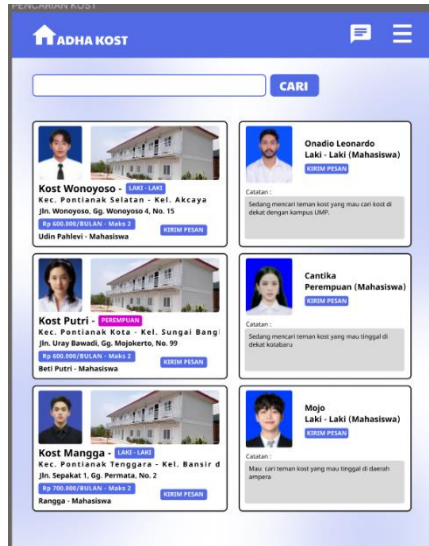 PENCARIAN KOST
ADHA KOST
CARI
Kost Wonoyoso - LAKI - LAKI
Kec. Pontianak Selatan - Kel. Akcaya
Jln. Wonoyoso, Gg. Wonoyoso 4, No. 15
Rp 600.000/BULAN - Maks 2
KIRIM PESAN
Udin Pahlevi - Mahasiswa
Onadio Leonardo
Laki - Laki (Mahasiswa)
KIRIM PESAN
Catatan :
Sedang mencari teman kost yang mau cari kost di
dekat dengan kampus UMP.
Kost Putri - PEREMPUAN
Kec. Pontianak Kota - Kel. Sungai Bangi
Jln. Uray Bawadi, Gg. Mojokerto, No. 99
Rp 600.000/BULAN - Maks 2
KIRIM PESAN
Beti Putri - Mahasiswa
Cantika
Perempuan (Mahasiswa)
KIRIM PESAN
Catatan :
Sedang mencari teman kost yang mau tinggal di
dekat kotabaru
Kost Mangga - LAKI - LAKI
Kec. Pontianak Tenggara - Kel. Bansir d
Jln. Sepakat 1, Gg. Permata, No. 2
Rp 700.000/BULAN - Maks 2
KIRIM PESAN
Rangga - Mahasiswa
Mojo
Laki - Laki (Mahasiswa)
KIRIM PESAN
Catatan :
Mau cari teman kost yang mau tinggal di daerah
ampera